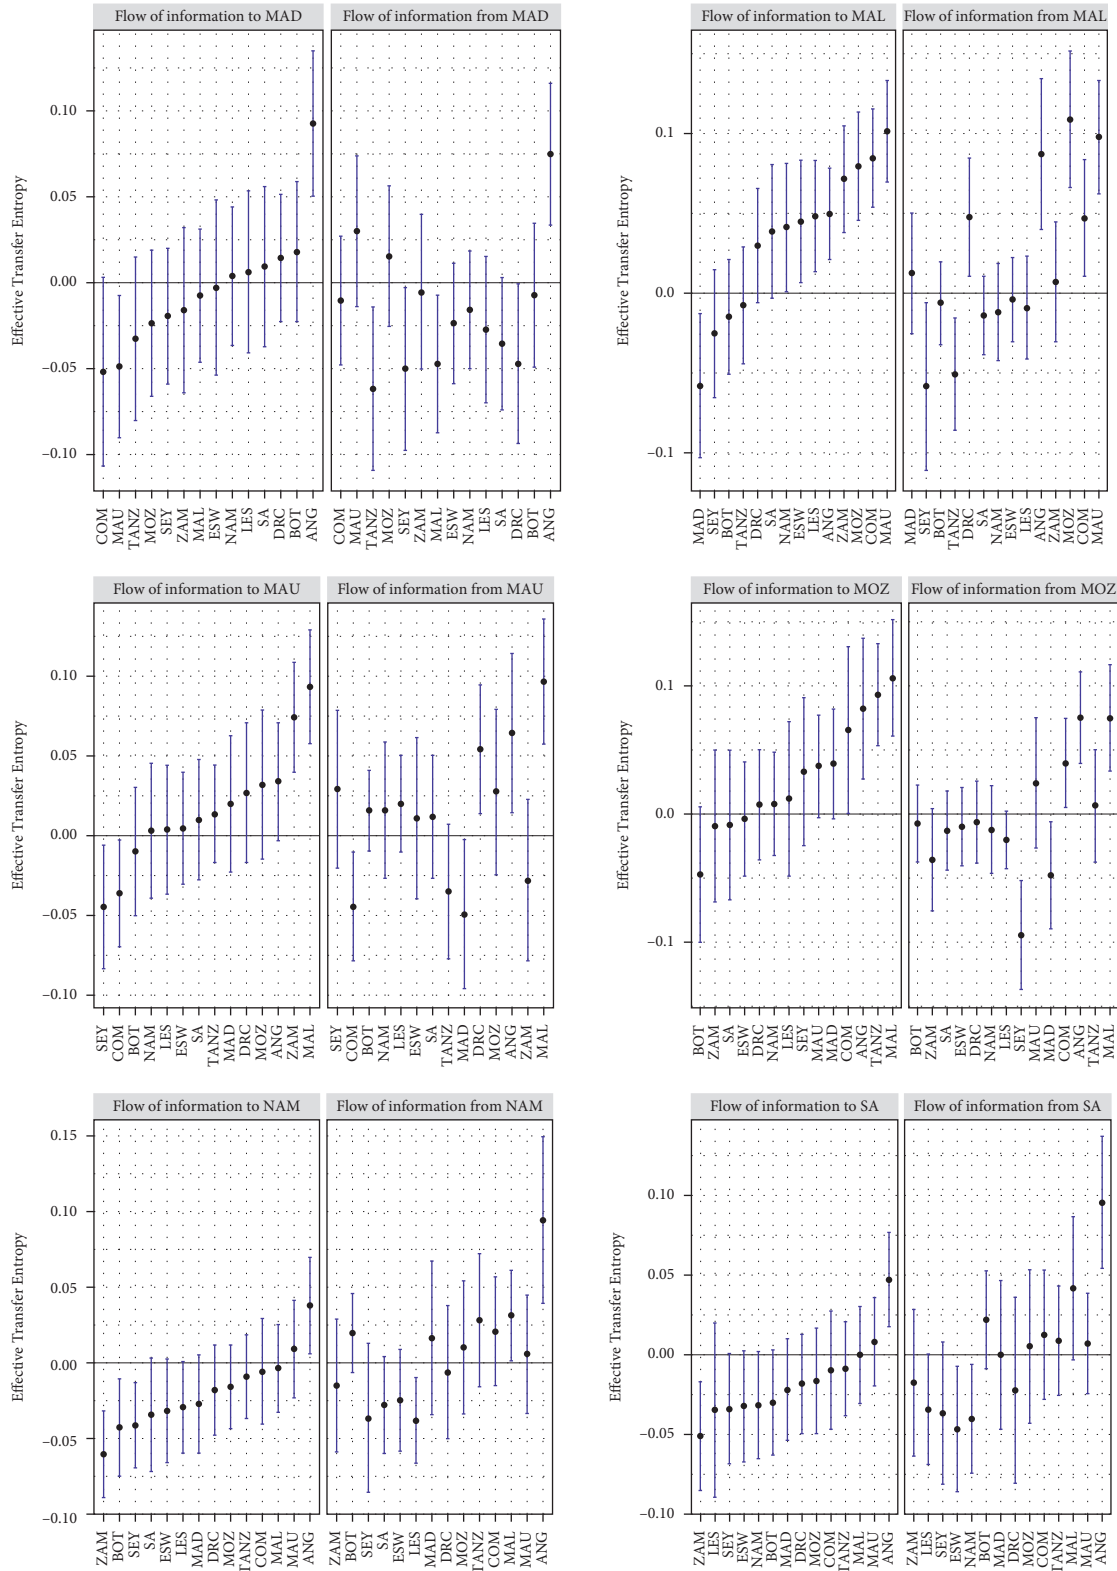 Flow of information to MAD
Flow of information from MAD
Effective Transfer Entropy
0.10
0.05
0.00
−0.05
−0.10
COM
MAU
TANZ
MOZ
SEY
ZAM
MAL
ESW
NAM
LES
SA
DRC
BOT
ANG
COM
MAU
TANZ
MOZ
SEY
ZAM
MAL
ESW
NAM
LES
SA
DRC
BOT
ANG
Flow of information to MAL
Flow of information from MAL
Effective Transfer Entropy
0.1
0.0
−0.1
MAD
SEY
BOT
TANZ
DRC
SA
NAM
ESW
LES
ANG
ZAM
MOZ
COM
MAU
MAD
SEY
BOT
TANZ
DRC
SA
NAM
ESW
LES
ANG
ZAM
MOZ
COM
MAU
Flow of information to MAU
Flow of information from MAU
Effective Transfer Entropy
0.10
0.05
0.00
−0.05
−0.10
SEY
COM
BOT
NAM
LES
ESW
SA
TANZ
MAD
DRC
MOZ
ANG
ZAM
MAL
SEY
COM
BOT
NAM
LES
ESW
SA
TANZ
MAD
DRC
MOZ
ANG
ZAM
MAL
Flow of information to MOZ
Flow of information from MOZ
Effective Transfer Entropy
0.1
0.0
−0.1
BOT
ZAM
SA
ESW
DRC
NAM
LES
SEY
MAU
MAD
COM
ANG
TANZ
MAL
BOT
ZAM
SA
ESW
DRC
NAM
LES
SEY
MAU
MAD
COM
ANG
TANZ
MAL
Flow of information to NAM
Flow of information from NAM
Effective Transfer Entropy
0.15
0.10
0.05
0.00
−0.05
−0.10
ZAM
BOT
SEY
SA
ESW
LES
MAD
DRC
MOZ
TANZ
COM
MAL
MAU
ANG
ZAM
BOT
SEY
SA
ESW
LES
MAD
DRC
MOZ
TANZ
COM
MAL
MAU
ANG
Flow of information to SA
Flow of information from SA
Effective Transfer Entropy
0.10
0.05
0.00
−0.05
−0.10
ZAM
LES
SEY
ESW
NAM
BOT
MAD
DRC
MOZ
COM
TANZ
MAL
MAU
ANG
ZAM
LES
SEY
ESW
NAM
BOT
MAD
DRC
MOZ
COM
TANZ
MAL
MAU
ANG